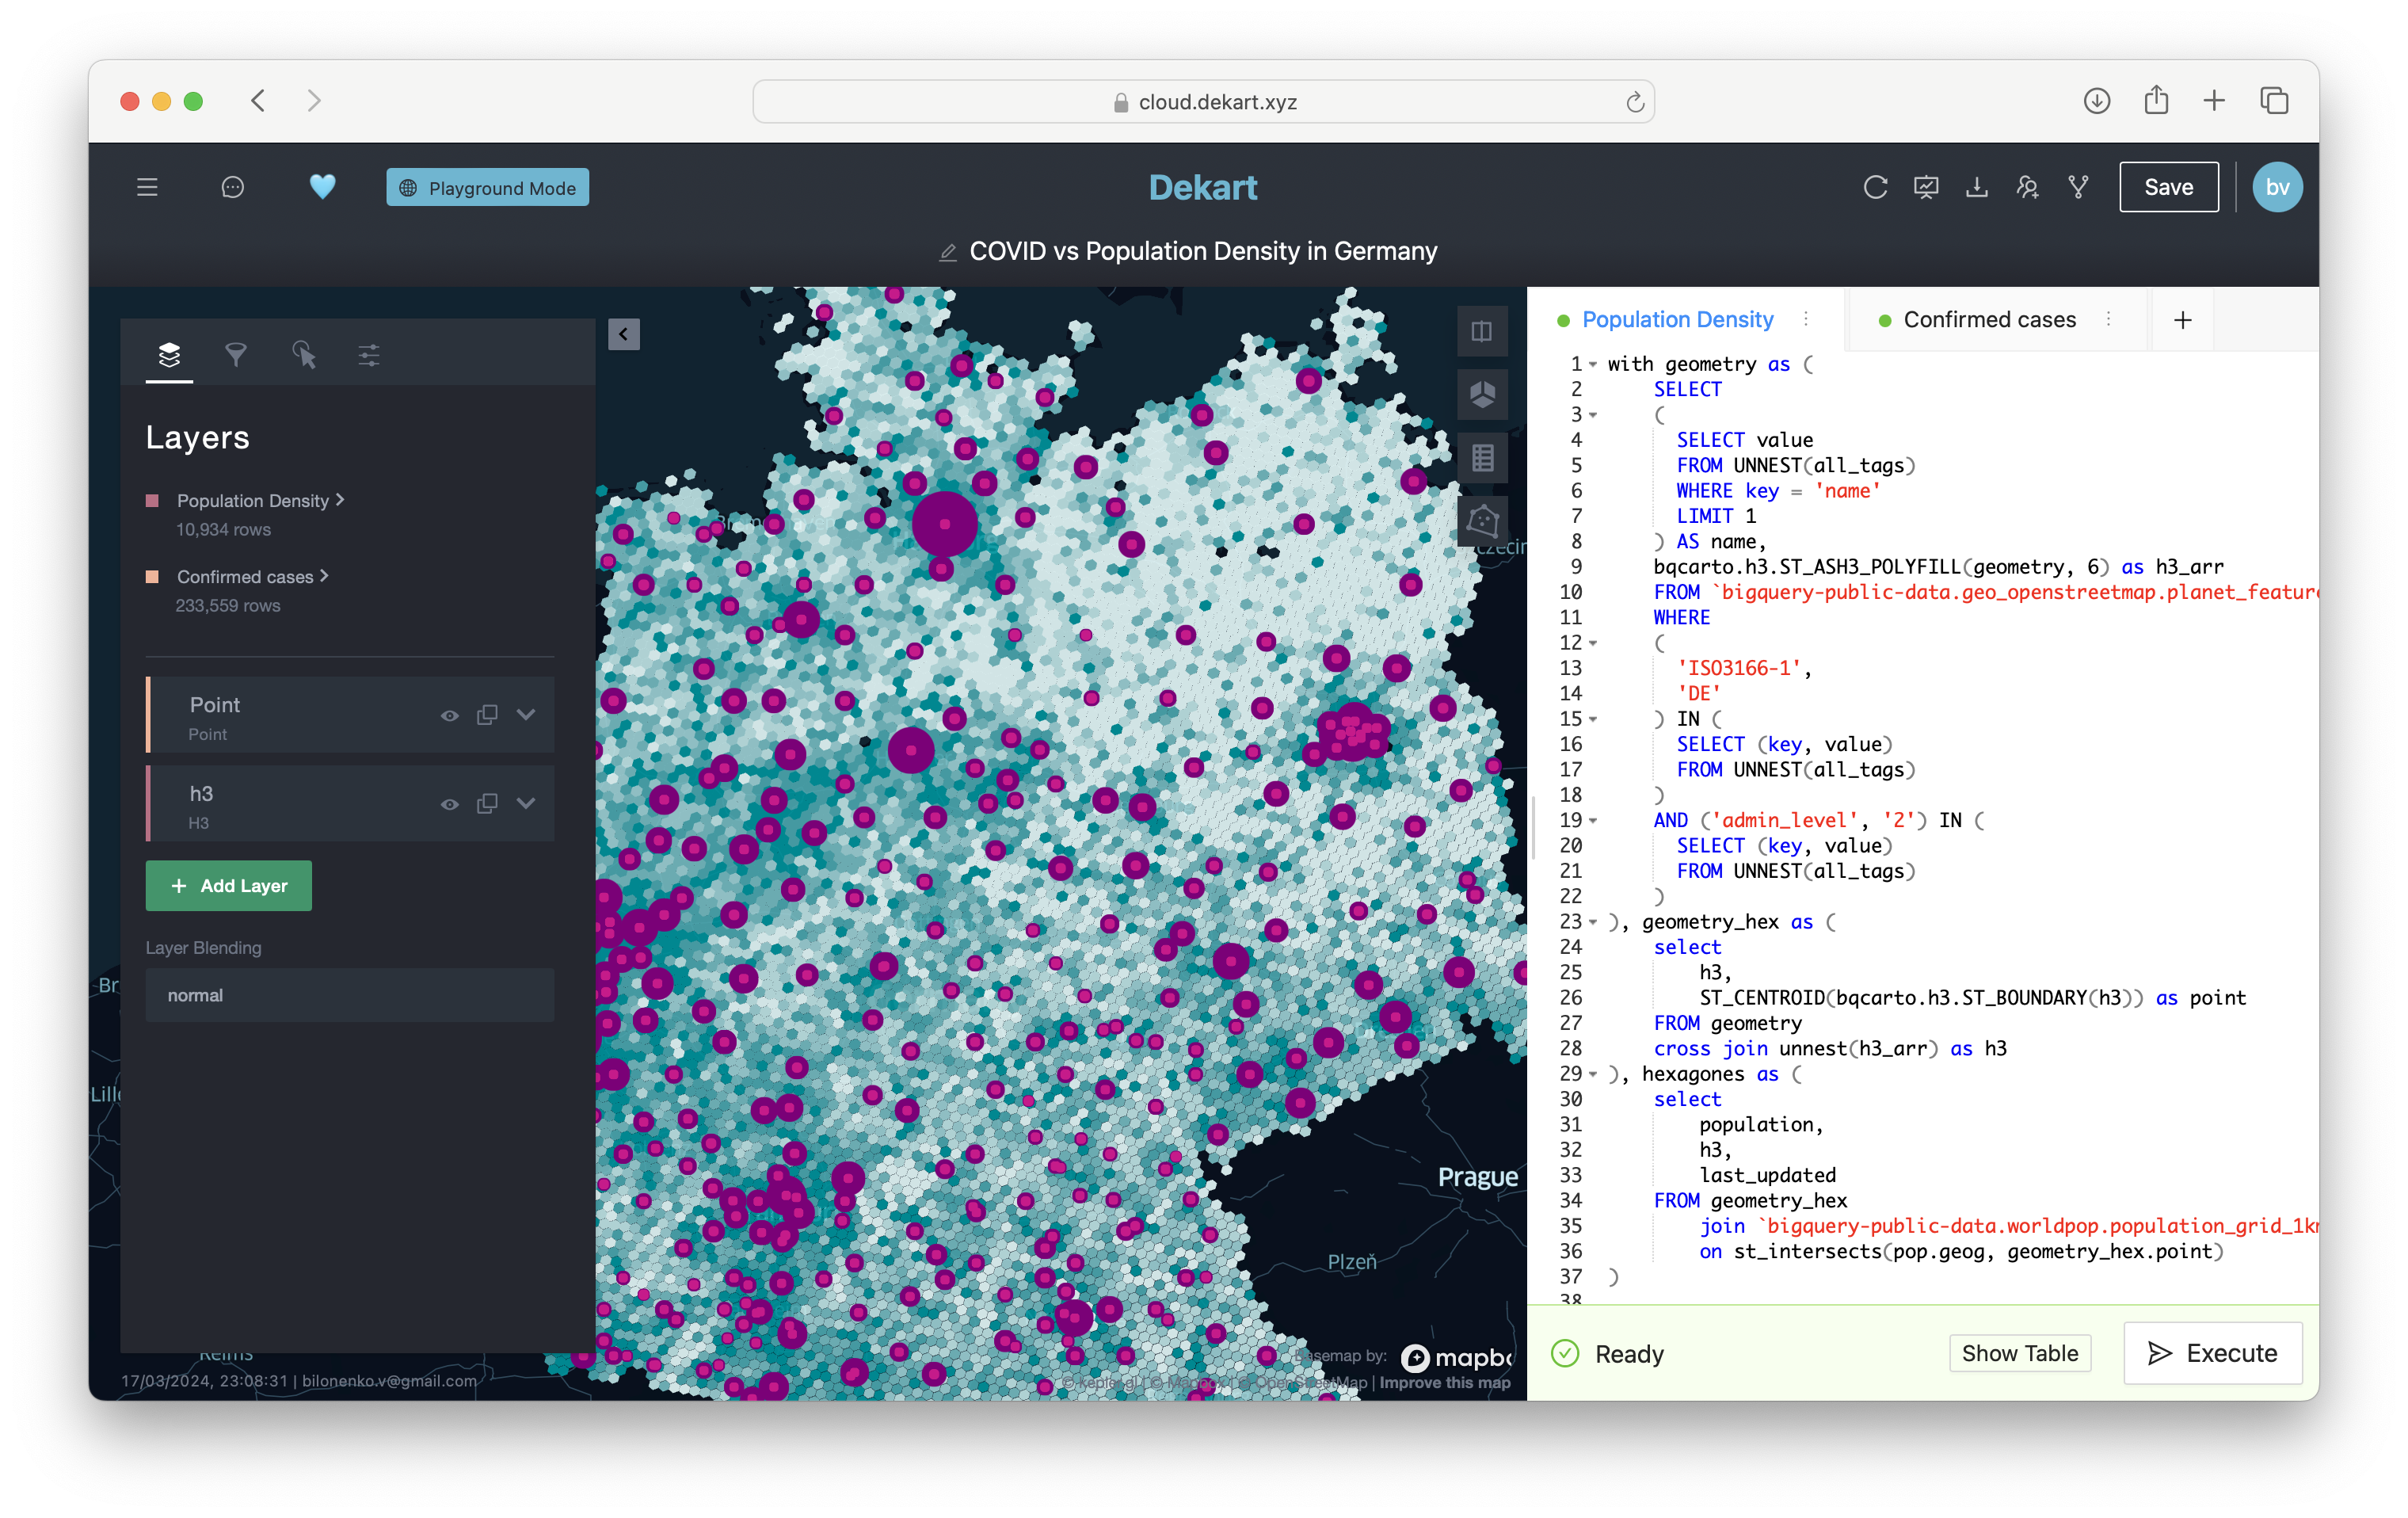 cloud.dekart.xyz
Playground Mode
Dekart
Save
bv
COVID vs Population Density in Germany
Layers
Population Density
10,934 rows
Confirmed cases
233,559 rows
Point
Point
h3
H3
+ Add Layer
Layer Blending
normal
Br
Lille
Reims
17/03/2024, 23:08:31 | bilonenko.v@gmail.com
Prague
Plzeň
basemap by:
mapbo
© kepler.gl | © Mapbox | © OpenStreetMap | Improve this map
Population Density
Confirmed cases
+
1 with geometry as (
2 SELECT
3 (
4 SELECT value
5 FROM UNNEST(all_tags)
6 WHERE key = 'name'
7 LIMIT 1
8 ) AS name,
9 bqcarto.h3.ST_ASH3_POLYFILL(geometry, 6) as h3_arr
10 FROM `bigquery-public-data.geo_openstreetmap.planet_featur
11 WHERE
12 (
13 'ISO3166-1',
14 'DE'
15 ) IN (
16 SELECT (key, value)
17 FROM UNNEST(all_tags)
18 )
19 AND ('admin_level', '2') IN (
20 SELECT (key, value)
21 FROM UNNEST(all_tags)
22 )
23 ), geometry_hex as (
24 select
25 h3,
26 ST_CENTROID(bqcarto.h3.ST_BOUNDARY(h3)) as point
27 FROM geometry
28 cross join unnest(h3_arr) as h3
29 ), hexagones as (
30 select
31 population,
32 h3,
33 last_updated
34 FROM geometry_hex
35 join `bigquery-public-data.worldpop.population_grid_1k
36 on st_intersects(pop.geog, geometry_hex.point)
37 )
38
Ready
Show Table
Execute